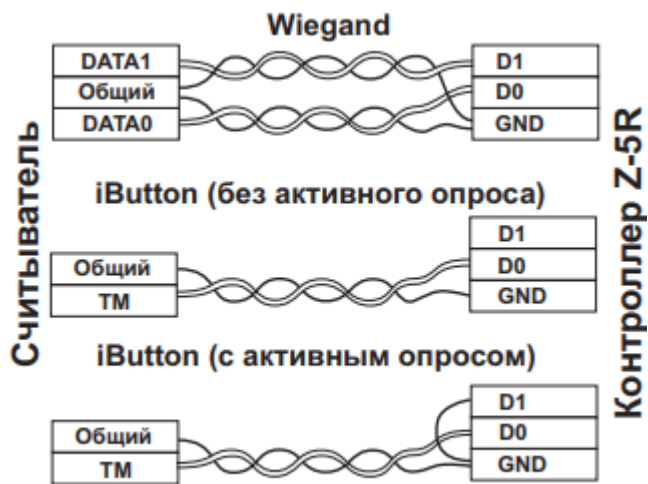 Wiegand
DATA1
Общий
DATA0
D1
D0
GND
Считыватель
Контроллер Z-5R
iButton (без активного опроса)
Общий
TM
D1
D0
GND
iButton (с активным опросом)
Общий
TM
D1
D0
GND